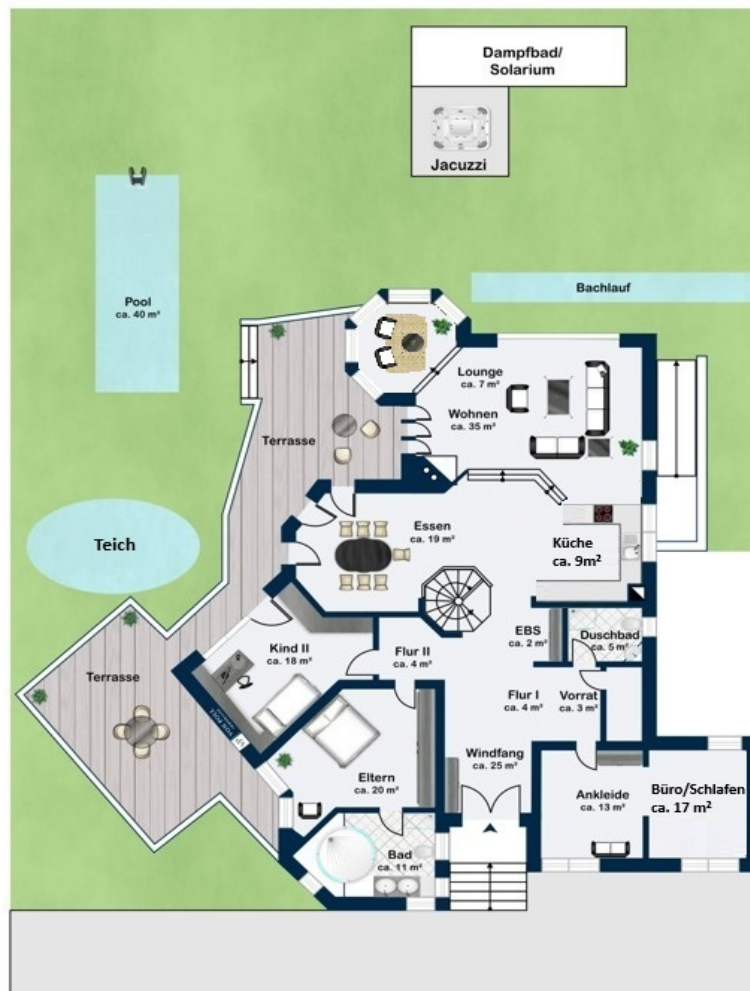 Dampfbad/
Solarium
Jacuzzi
Bachlauf
Pool
ca. 40 m²
Lounge
ca. 7 m²
Wohnen
ca. 35 m²
Terrasse
Essen
ca. 19 m²
Küche
ca. 9m²
Teich
EBS
ca. 2 m²
Duschbad
ca. 5 m²
Kind II
ca. 18 m²
Flur II
ca. 4 m²
Terrasse
Flur I
ca. 4 m²
Vorrat
ca. 3 m²
VON POLL
Windfang
ca. 25 m²
Eltern
ca. 20 m²
Ankleide
ca. 13 m²
Büro/Schlafen
ca. 17 m²
Bad
ca. 11 m²